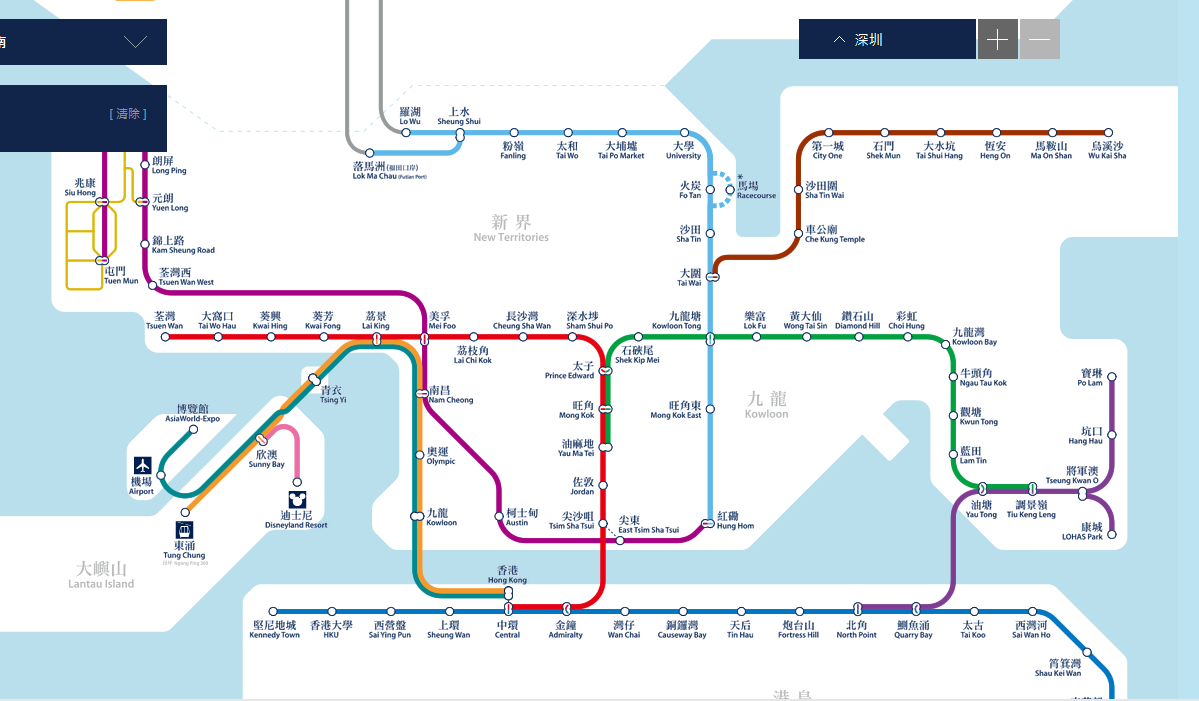 南
深圳
[ 清除 ]
羅湖
Lo Wu
上水
Sheung Shui
落馬洲 (福田口岸)
Lok Ma Chau (Futian Port)
粉嶺
Fanling
太和
Tai Wo
大埔墟
Tai Po Market
大學
University
第一城
City One
石門
Shek Mun
大水坑
Tai Shui Hang
恆安
Heng On
馬鞍山
Ma On Shan
烏溪沙
Wu Kai Sha
朗屏
Long Ping
兆康
Siu Hong
元朗
Yuen Long
火炭
Fo Tan
*
馬場
Racecourse
沙田圍
Sha Tin Wai
新界
New Territories
沙田
Sha Tin
車公廟
Che Kung Temple
錦上路
Kam Sheung Road
屯門
Tuen Mun
荃灣西
Tsuen Wan West
大圍
Tai Wai
荃灣
Tsuen Wan
大窩口
Tai Wo Hau
葵興
Kwai Hing
葵芳
Kwai Fong
荔景
Lai King
美孚
Mei Foo
長沙灣
Cheung Sha Wan
深水埗
Sham Shui Po
九龍塘
Kowloon Tong
樂富
Lok Fu
黃大仙
Wong Tai Sin
鑽石山
Diamond Hill
彩虹
Choi Hung
九龍灣
Kowloon Bay
荔枝角
Lai Chi Kok
石硤尾
Shek Kip Mei
太子
Prince Edward
牛頭角
Ngau Tau Kok
寶琳
Po Lam
青衣
Tsing Yi
南昌
Nam Cheong
旺角
Mong Kok
旺角東
Mong Kok East
九龍
Kowloon
觀塘
Kwun Tong
博覽館
AsiaWorld-Expo
坑口
Hang Hau
油麻地
Yau Ma Tei
奧運
Olympic
欣澳
Sunny Bay
藍田
Lam Tin
將軍澳
Tseung Kwan O
機場
Airport
佐敦
Jordan
迪士尼
Disneyland Resort
九龍
Kowloon
柯士甸
Austin
尖沙咀
Tsim Sha Tsui
尖東
East Tsim Sha Tsui
紅磡
Hung Hom
油塘
Yau Tong
調景嶺
Tiu Keng Leng
康城
LOHAS Park
東涌
Tung Chung
昂坪 Ngong Ping 360
大嶼山
Lantau Island
香港
Hong Kong
堅尼地城
Kennedy Town
香港大學
HKU
西營盤
Sai Ying Pun
上環
Sheung Wan
中環
Central
金鐘
Admiralty
灣仔
Wan Chai
銅鑼灣
Causeway Bay
天后
Tin Hau
炮台山
Fortress Hill
北角
North Point
鰂魚涌
Quarry Bay
太古
Tai Koo
西灣河
Sai Wan Ho
筲箕灣
Shau Kei Wan
港島